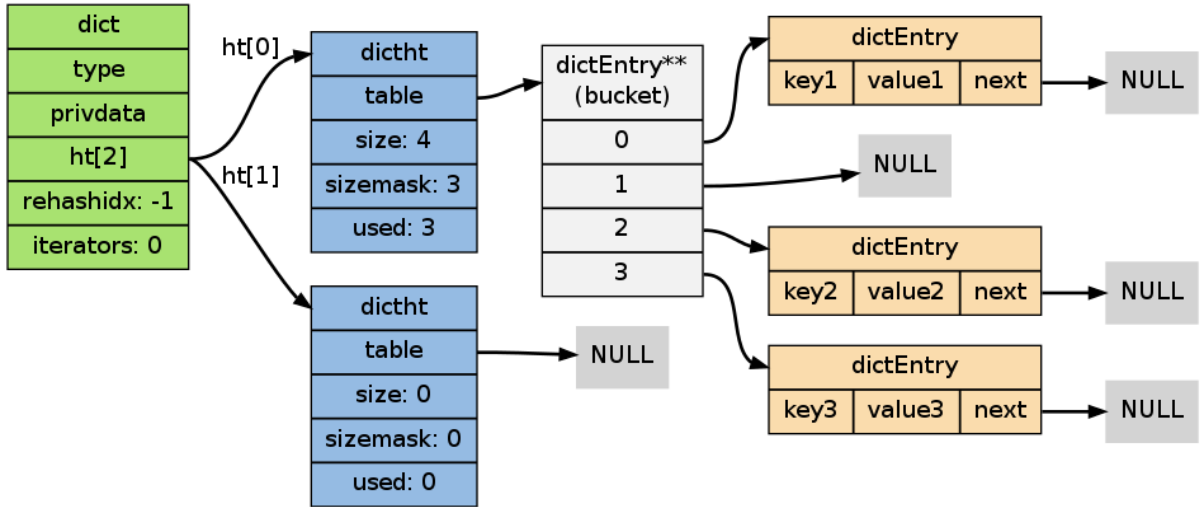 dict
type
privdata
ht[2]
rehashidx: -1
iterators: 0
ht[0]
ht[1]
dictht
table
size: 4
sizemask: 3
used: 3
dictht
table
size: 0
sizemask: 0
used: 0
NULL
dictEntry**
(bucket)
0
1
2
3
dictEntry
key1 value1 next
NULL
NULL
dictEntry
key2 value2 next
NULL
dictEntry
key3 value3 next
NULL